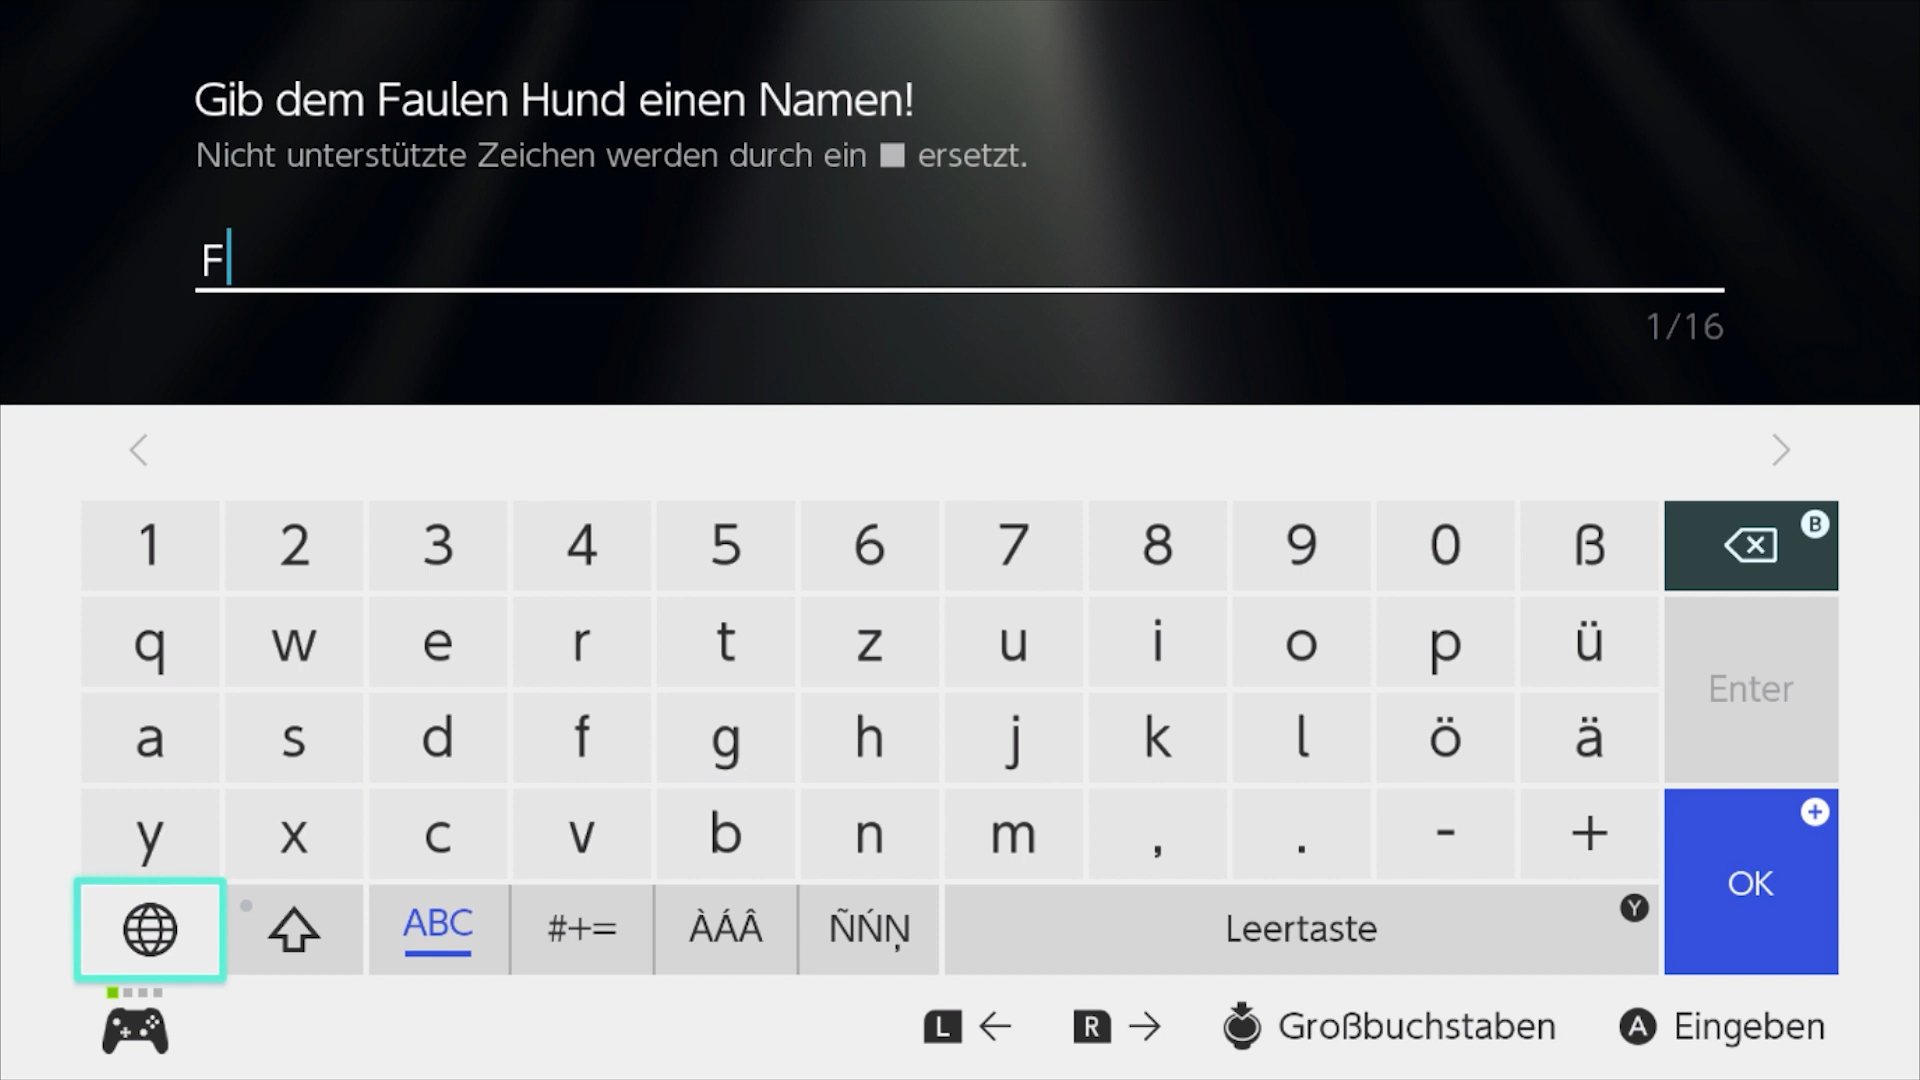 Gib dem Faulen Hund einen Namen!
Nicht unterstützte Zeichen werden durch ein ■ ersetzt.
F
1/16
1 2 3 4 5 6 7 8 9 0 ß B
q w e r t z u i o p ü
Enter
a s d f g h j k l ö ä
y x c v b n m , . - + +
OK
ABC #+= ÀÁÂ ÑŃŅ Leertaste Y
L ← R → Großbuchstaben A Eingeben